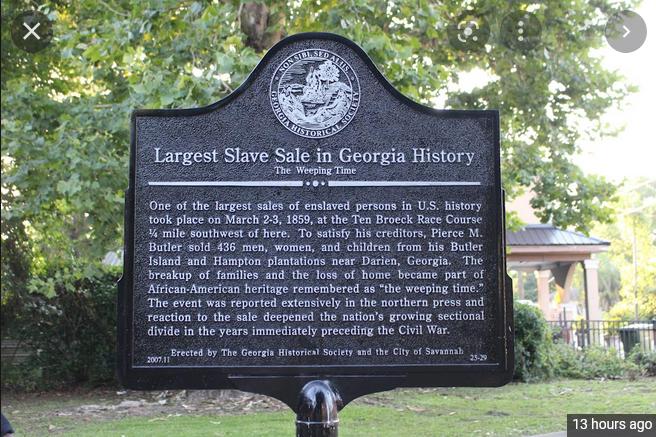 NON SIBI, SED ALIIS
GEORGIA HISTORICAL SOCIETY
Largest Slave Sale in Georgia History
The Weeping Time
One of the largest sales of enslaved persons in U.S. history
took place on March 2-3, 1859, at the Ten Broeck Race Course
¼ mile southwest of here. To satisfy his creditors, Pierce M.
Butler sold 436 men, women, and children from his Butler
Island and Hampton plantations near Darien, Georgia. The
breakup of families and the loss of home became part of
African-American heritage remembered as “the weeping time.”
The event was reported extensively in the northern press and
reaction to the sale deepened the nation’s growing sectional
divide in the years immediately preceding the Civil War.
Erected by The Georgia Historical Society and the City of Savannah
2007.11 25-29
13 hours ago